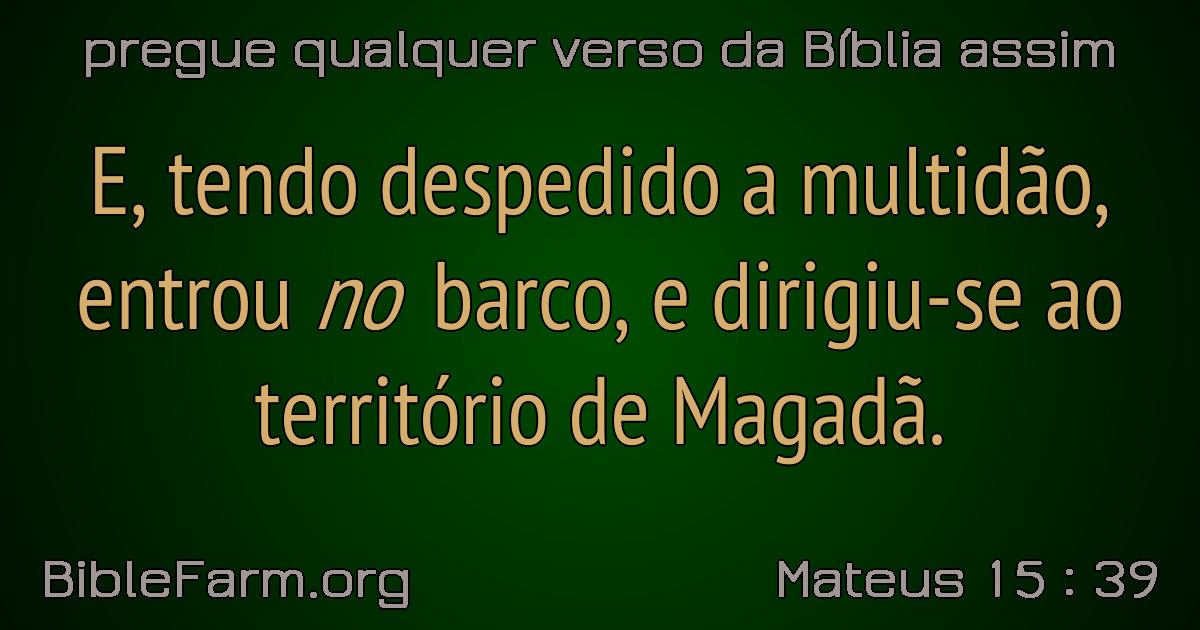 pregue qualquer verso da Bíblia assim
E, tendo despedido a multidão,
entrou no barco, e dirigiu-se ao
território de Magadã.
BibleFarm.org
Mateus 15 : 39